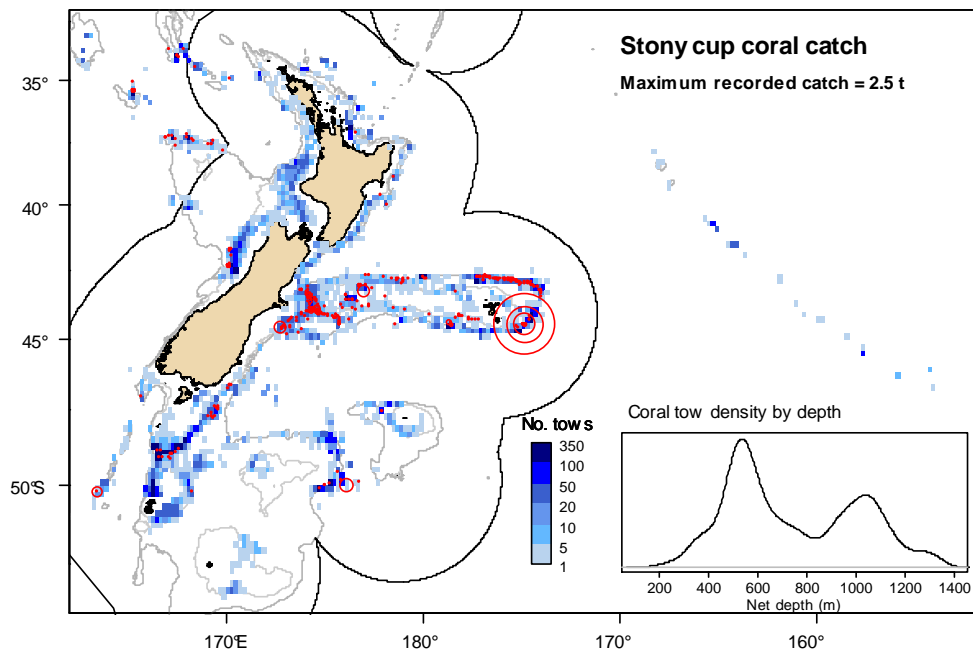 Stony cup coral catch
Maximum recorded catch = 2.5 t
35°
40°
45°
50°S
No. tows
350
100
50
20
10
5
1
Coral tow density by depth
200 400 600 800 1000 1200 1400
Net depth (m)
170°E 180° 170° 160°